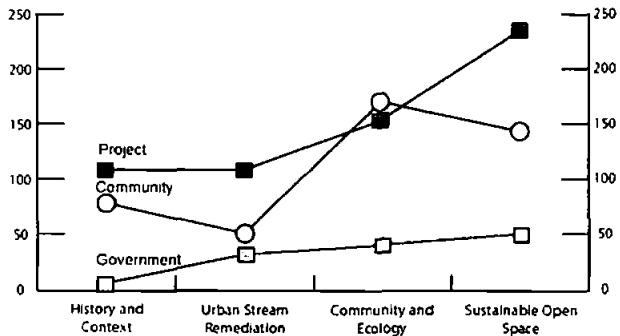 250 250
200 200
150 150
Project
100 100
Community
50 50
Government
0 0
History and Urban Stream Community and Sustainable Open
Context Remediation Ecology Space